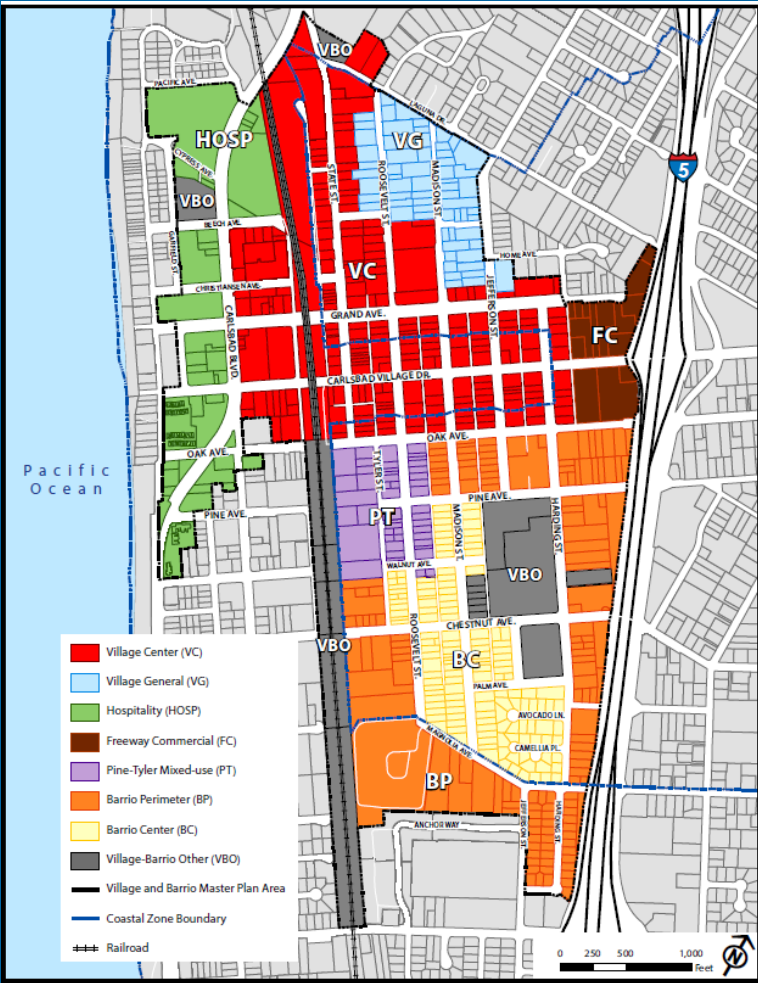 VBO
PACIFIC AVE.
LAGUNA DR.
HOSP
VG
CYPRESS AVE.
STATE ST.
ROOSEVELT ST.
MADISON ST.
5
VBO
BEECH AVE.
GARFIELD ST.
HOME AVE.
VC
JEFFERSON ST.
CHRISTIANSEN AVE.
CARLSBAD BLVD.
GRAND AVE.
FC
CARLSBAD VILLAGE DR.
OAK AVE.
OAK AVE.
Pacific
Ocean
TYLER ST.
PINE AVE.
PINE AVE.
PT
MADISON ST.
HARDING ST.
WALNUT AVE.
VBO
CHESTNUT AVE.
ROOSEVELT ST.
VBO
BC
PALM AVE.
AVOCADO LN.
MAGNOLIA AVE.
CAMELLIA PL.
BP
JEFFERSON ST.
HARDING ST.
ANCHOR WAY
Village Center (VC)
Village General (VG)
Hospitality (HOSP)
Freeway Commercial (FC)
Pine-Tyler Mixed-use (PT)
Barrio Perimeter (BP)
Barrio Center (BC)
Village-Barrio Other (VBO)
Village and Barrio Master Plan Area
Coastal Zone Boundary
Railroad
0 250 500 1,000
Feet
N